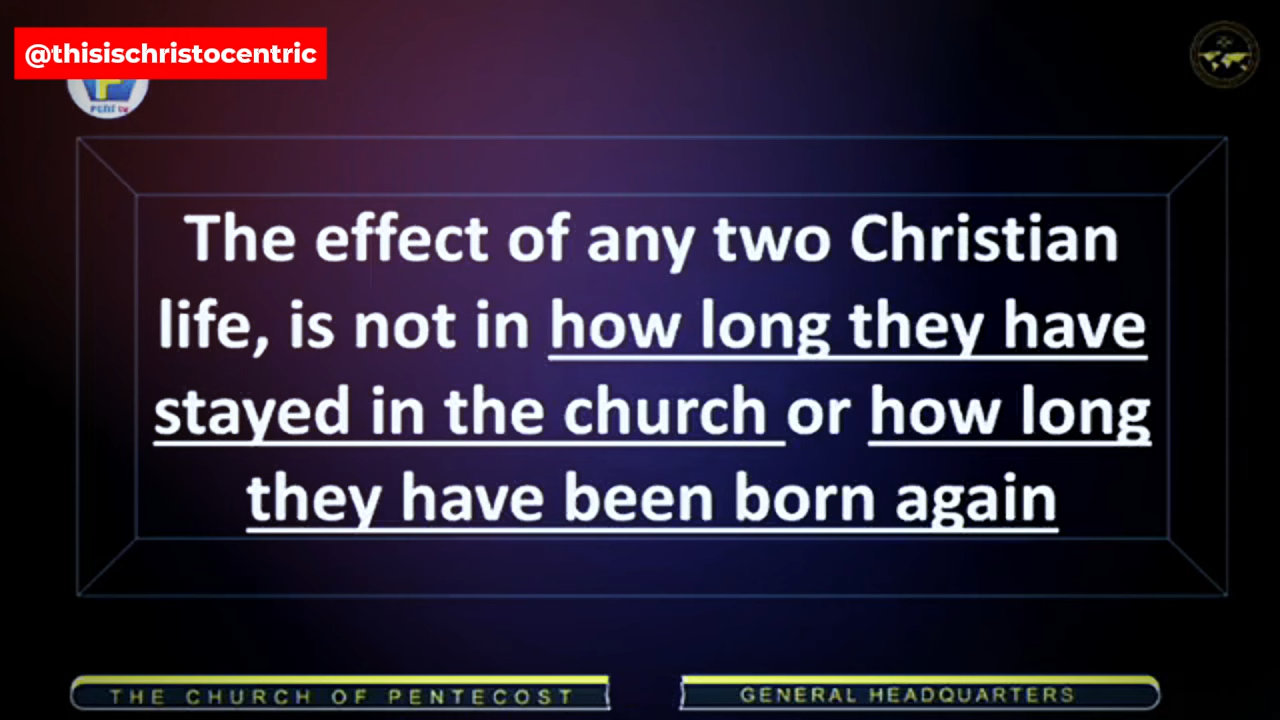 @thisischristocentric
The effect of any two Christian
life, is not in how long they have
stayed in the church or how long
they have been born again
THE CHURCH OF PENTECOST
GENERAL HEADQUARTERS